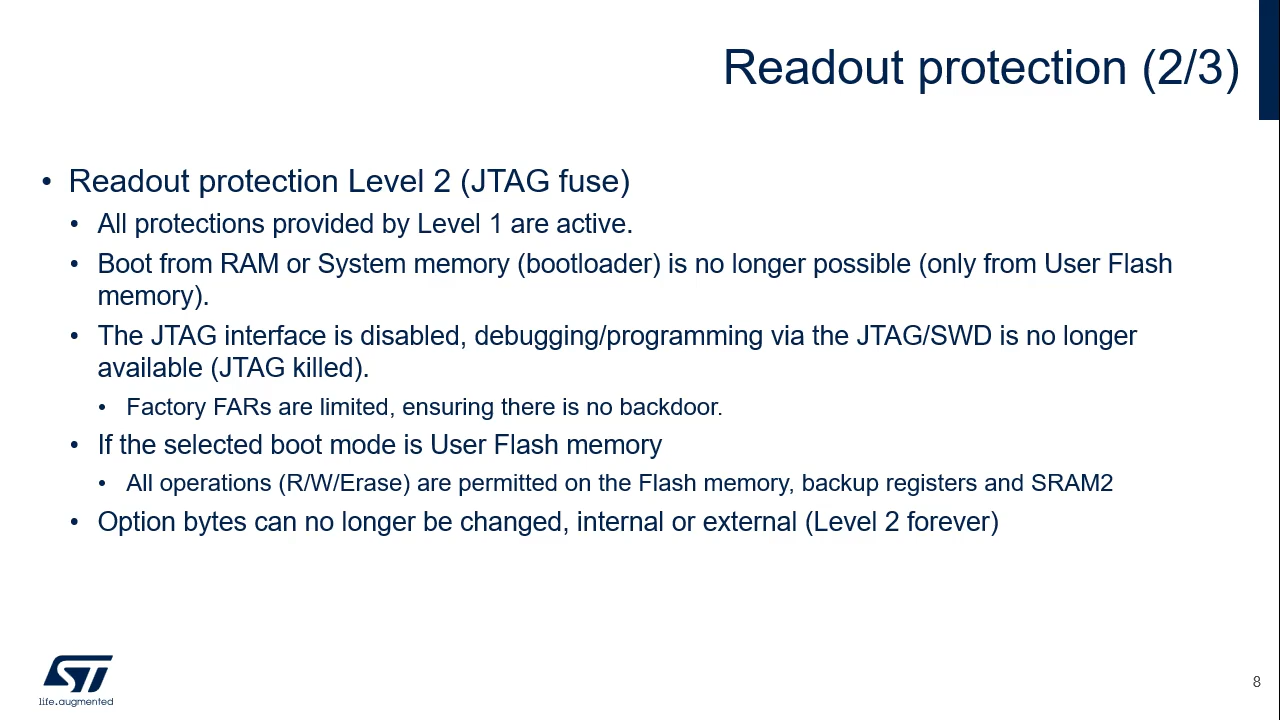 Readout protection (2/3)
• Readout protection Level 2 (JTAG fuse)
• All protections provided by Level 1 are active.
• Boot from RAM or System memory (bootloader) is no longer possible (only from User Flash
memory).
• The JTAG interface is disabled, debugging/programming via the JTAG/SWD is no longer
available (JTAG killed).
• Factory FARs are limited, ensuring there is no backdoor.
• If the selected boot mode is User Flash memory
• All operations (R/W/Erase) are permitted on the Flash memory, backup registers and SRAM2
• Option bytes can no longer be changed, internal or external (Level 2 forever)
ST
life.augmented
8